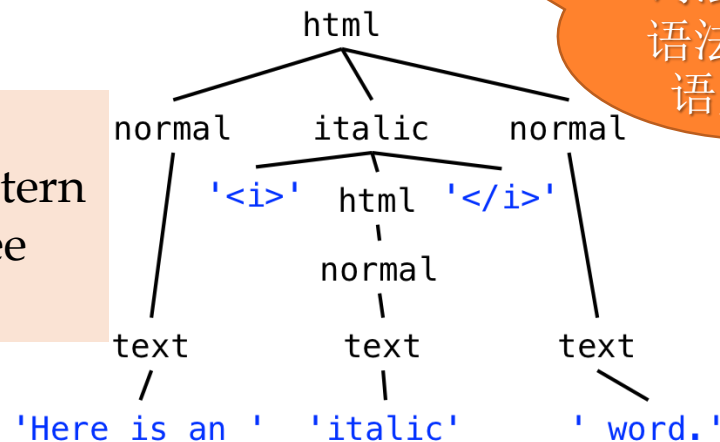 html
语法
语
normal italic normal
tern
'<i>' html '</i>'
ee
normal
text text text
'Here is an ' 'italic' ' word.'